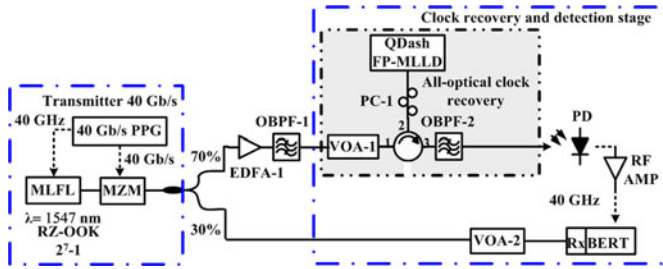 Clock recovery and detection stage
QDash
FP-MLLD
All-optical clock
recovery
PC-1
Transmitter 40 Gb/s
40 GHz
40 Gb/s PPG
40 Gb/s
MLFL
MZM
λ= 1547 nm
RZ-OOK
2⁷-1
70%
30%
EDFA-1
OBPF-1
VOA-1
1
2
3
OBPF-2
PD
RF
AMP
40 GHz
VOA-2
Rx BERT